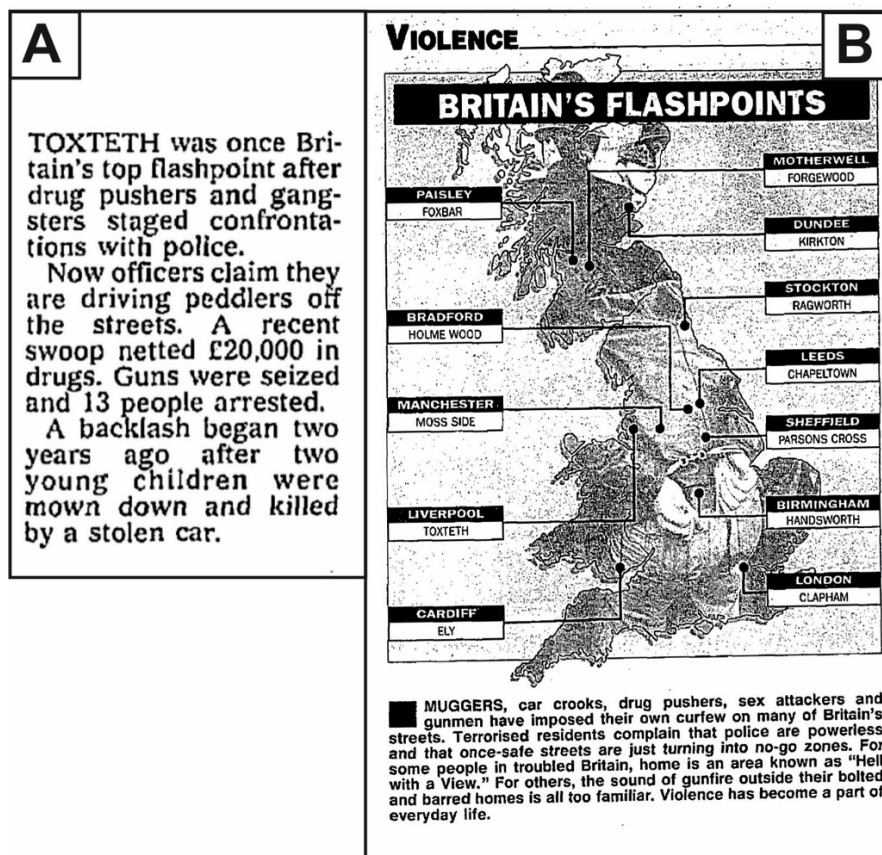 A
TOXTETH was once Bri-
tain's top flashpoint after
drug pushers and gang-
sters staged confronta-
tions with police.
Now officers claim they
are driving peddlers off
the streets. A recent
swoop netted £20,000 in
drugs. Guns were seized
and 13 people arrested.
A backlash began two
years ago after two
young children were
mown down and killed
by a stolen car.
B
VIOLENCE
BRITAIN'S FLASHPOINTS
MOTHERWELL
FORGEWOOD
PAISLEY
FOXBAR
DUNDEE
KIRKTON
STOCKTON
RAGWORTH
BRADFORD
HOLME WOOD
LEEDS
CHAPELTOWN
MANCHESTER
MOSS SIDE
SHEFFIELD
PARSONS CROSS
LIVERPOOL
TOXTETH
BIRMINGHAM
HANDSWORTH
LONDON
CLAPHAM
CARDIFF
ELY
MUGGERS, car crooks, drug pushers, sex attackers and
gunmen have imposed their own curfew on many of Britain's
streets. Terrorised residents complain that police are powerless
and that once-safe streets are just turning into no-go zones. For
some people in troubled Britain, home is an area known as "Hell
with a View." For others, the sound of gunfire outside their bolted
and barred homes is all too familiar. Violence has become a part of
everyday life.